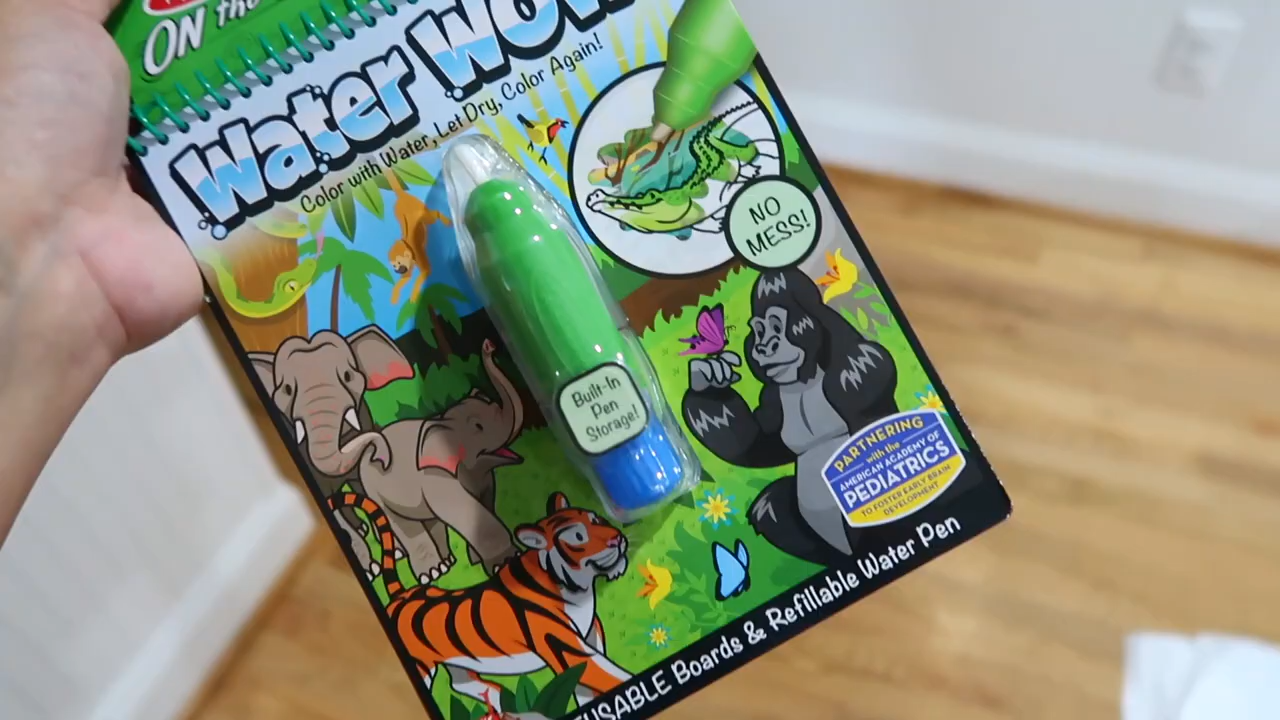 ON the
Water WOW
Color with Water, Let Dry, Color Again!
NO
MESS!
Built-In
Pen
Storage!
PARTNERING
with the
AMERICAN ACADEMY OF
PEDIATRICS
TO FOSTER EARLY BRAIN
DEVELOPMENT.
USABLE Boards & Refillable Water Pen